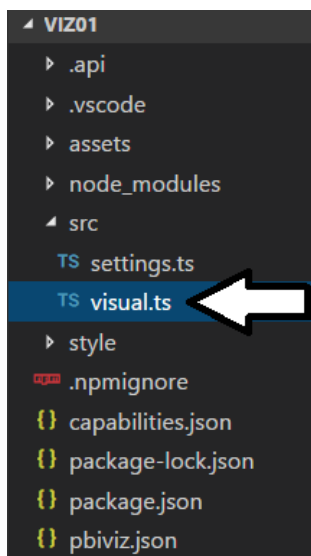 VIZ01
.api
.vscode
assets
node_modules
src
TS settings.ts
TS visual.ts
style
npm .npmignore
{} capabilities.json
{} package-lock.json
{} package.json
{} pbiviz.json